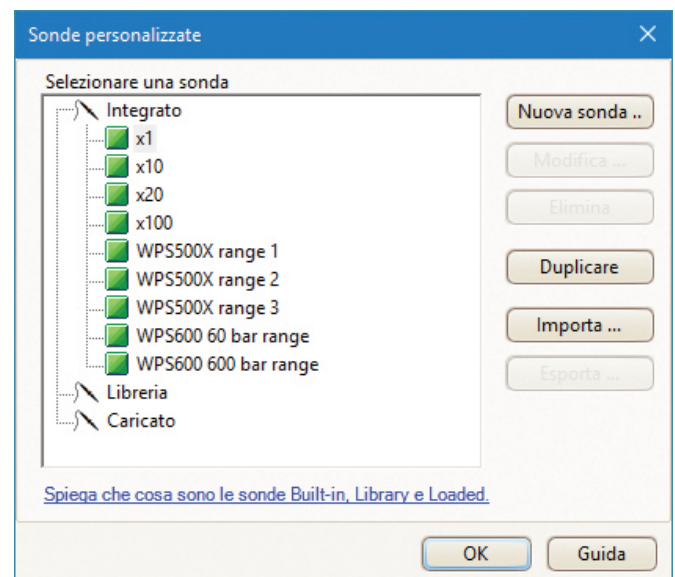 Sonde personalizzate
Selezionare una sonda
Integrato
x1
x10
x20
x100
WPS500X range 1
WPS500X range 2
WPS500X range 3
WPS600 60 bar range
WPS600 600 bar range
Libreria
Caricato
Spiega che cosa sono le sonde Built-in, Library e Loaded.
Nuova sonda ..
Modifica ...
Elimina
Duplicare
Importa ...
Esporta ...
OK
Guida